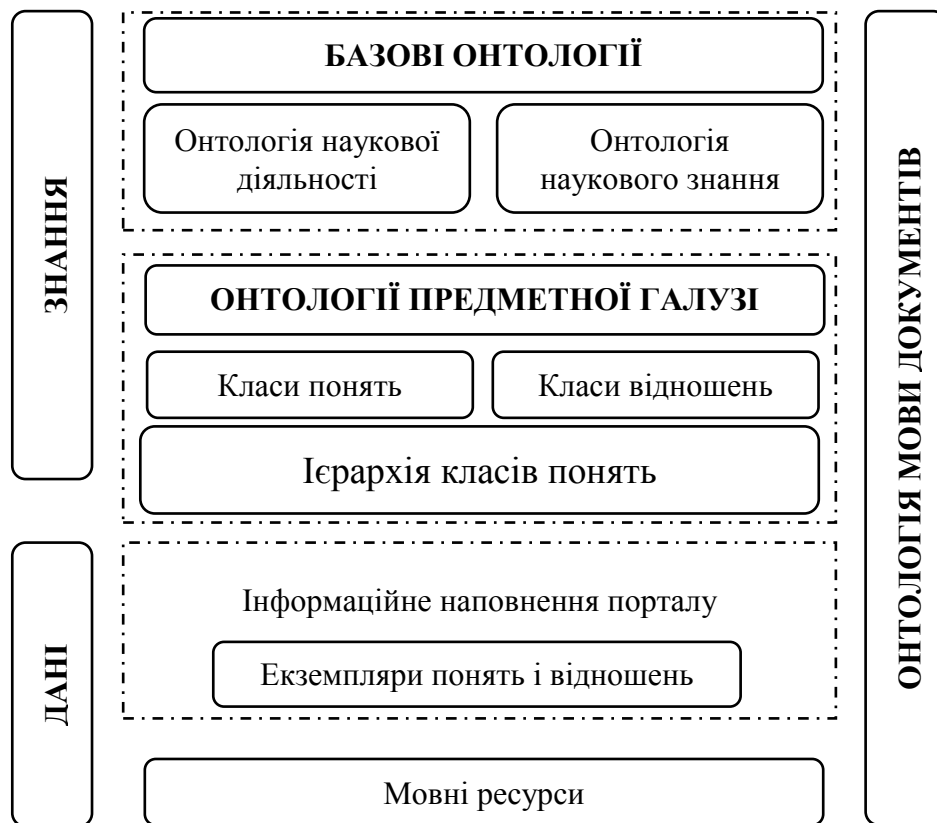 ЗНАННЯ
БАЗОВІ ОНТОЛОГІЇ
Онтологія наукової
діяльності
Онтологія
наукового знання
ОНТОЛОГІЇ ПРЕДМЕТНОЇ ГАЛУЗІ
Класи понять
Класи відношень
Ієрархія класів понять
ДАНІ
Інформаційне наповнення порталу
Екземпляри понять і відношень
Мовні ресурси
ОНТОЛОГІЯ МОВИ ДОКУМЕНТІВ